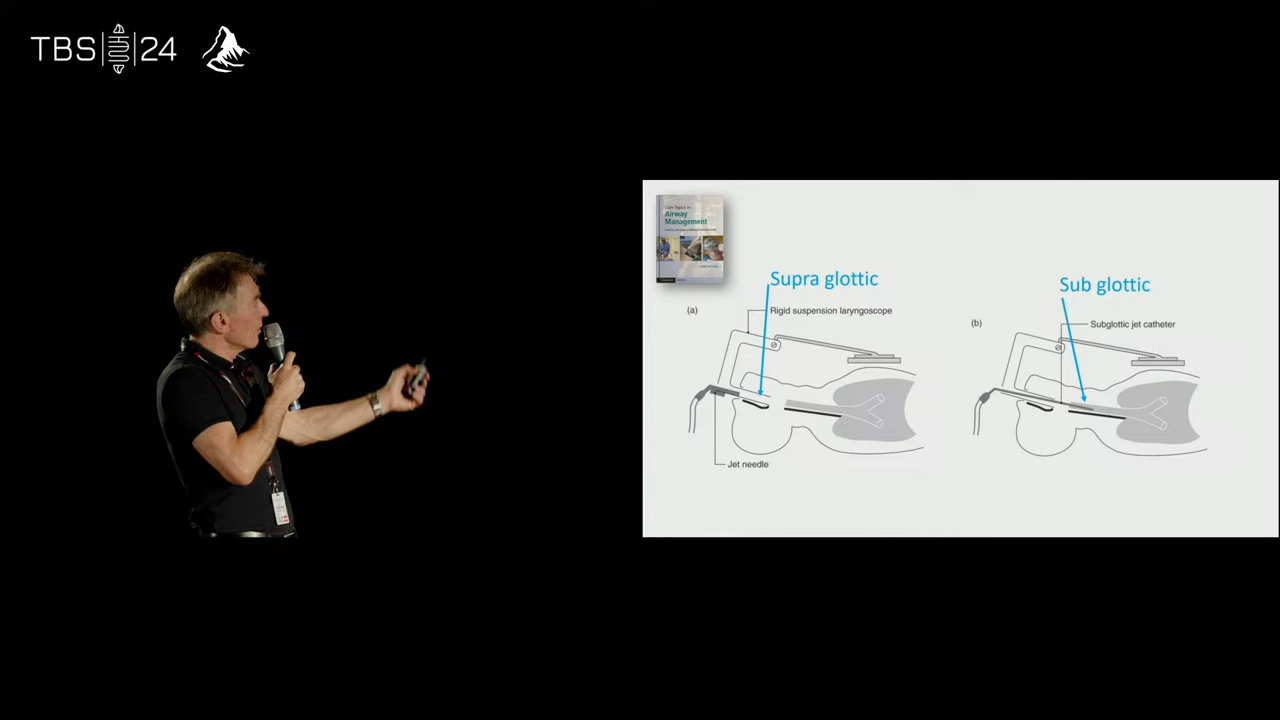 TBS 24
Core Topics in
Airway
Management
Supra glottic
Sub glottic
(a)
Rigid suspension laryngoscope
(b)
Subglottic jet catheter
Jet needle